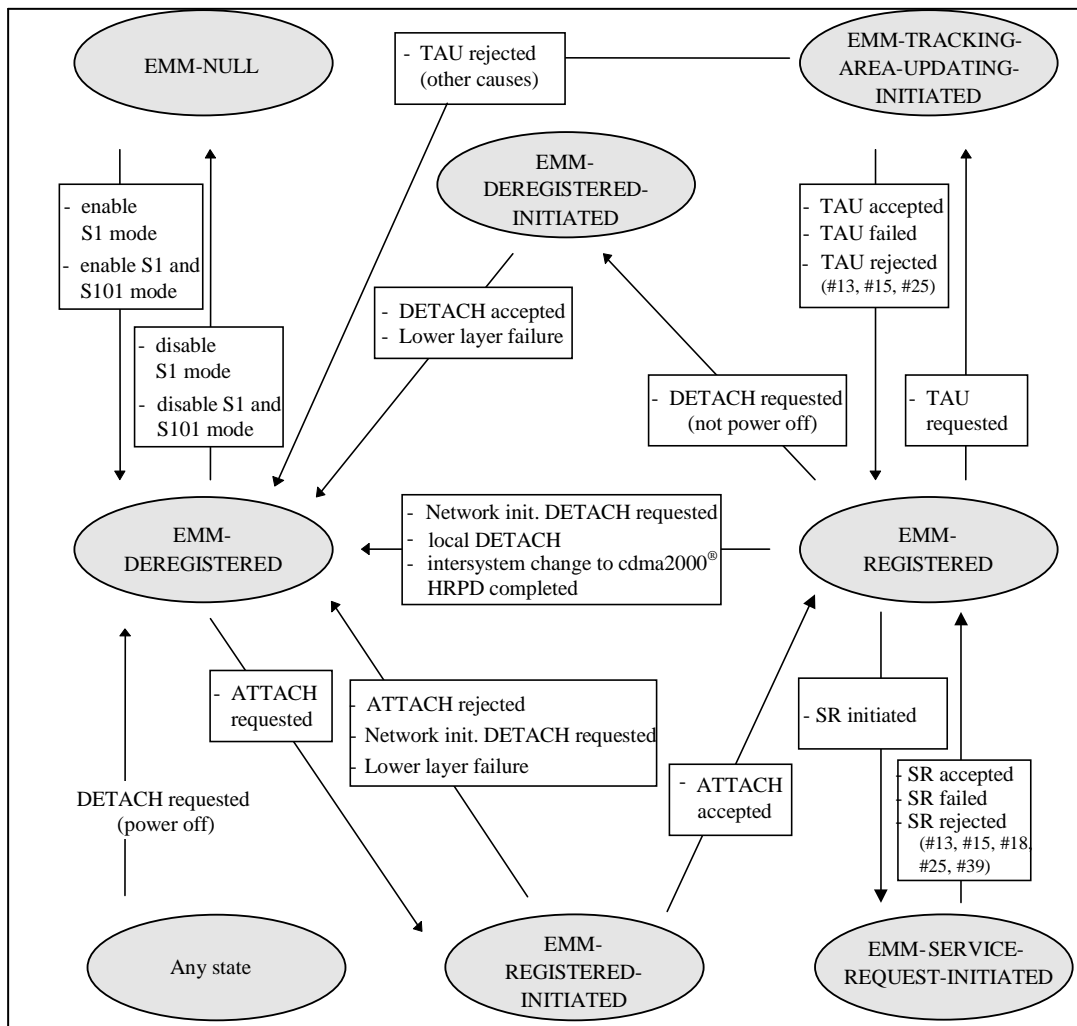 EMM-NULL
- TAU rejected
(other causes)
EMM-TRACKING-
AREA-UPDATING-
INITIATED
EMM-
DEREGISTERED-
INITIATED
- enable
S1 mode
- enable S1 and
S101 mode
- disable
S1 mode
- disable S1 and
S101 mode
- DETACH accepted
- Lower layer failure
- TAU accepted
- TAU failed
- TAU rejected
(#13, #15, #25)
- DETACH requested
(not power off)
- TAU
requested
EMM-
DEREGISTERED
- Network init. DETACH requested
- local DETACH
- intersystem change to cdma2000®
HRPD completed
EMM-
REGISTERED
- ATTACH
requested
- ATTACH rejected
- Network init. DETACH requested
- Lower layer failure
- SR initiated
DETACH requested
(power off)
- ATTACH
accepted
- SR accepted
- SR failed
- SR rejected
(#13, #15, #18,
#25, #39)
Any state
EMM-
REGISTERED-
INITIATED
EMM-SERVICE-
REQUEST-INITIATED